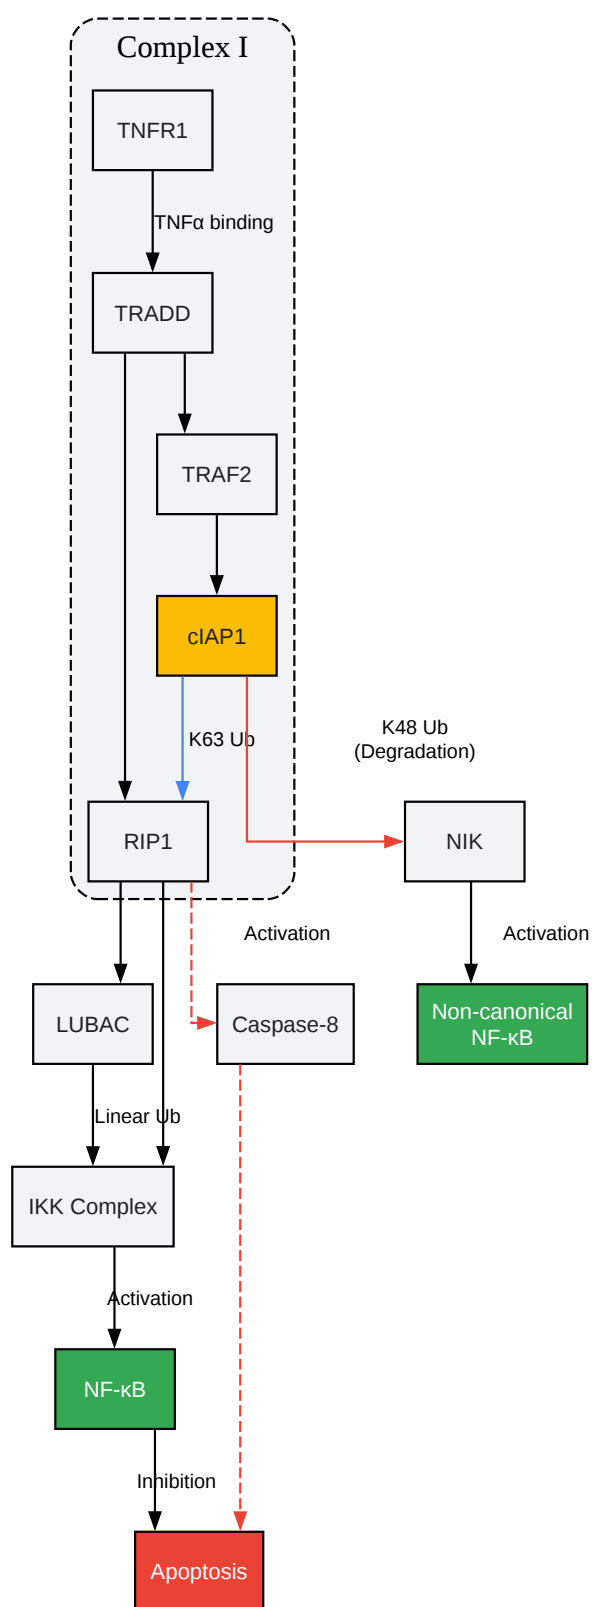 Complex I
TNFR1
TNFα binding
TRADD
TRAF2
cIAP1
K63 Ub
K48 Ub
(Degradation)
RIP1
NIK
Activation
Activation
LUBAC
Caspase-8
Non-canonical
NF-κB
Linear Ub
IKK Complex
Activation
NF-κB
Inhibition
Apoptosis